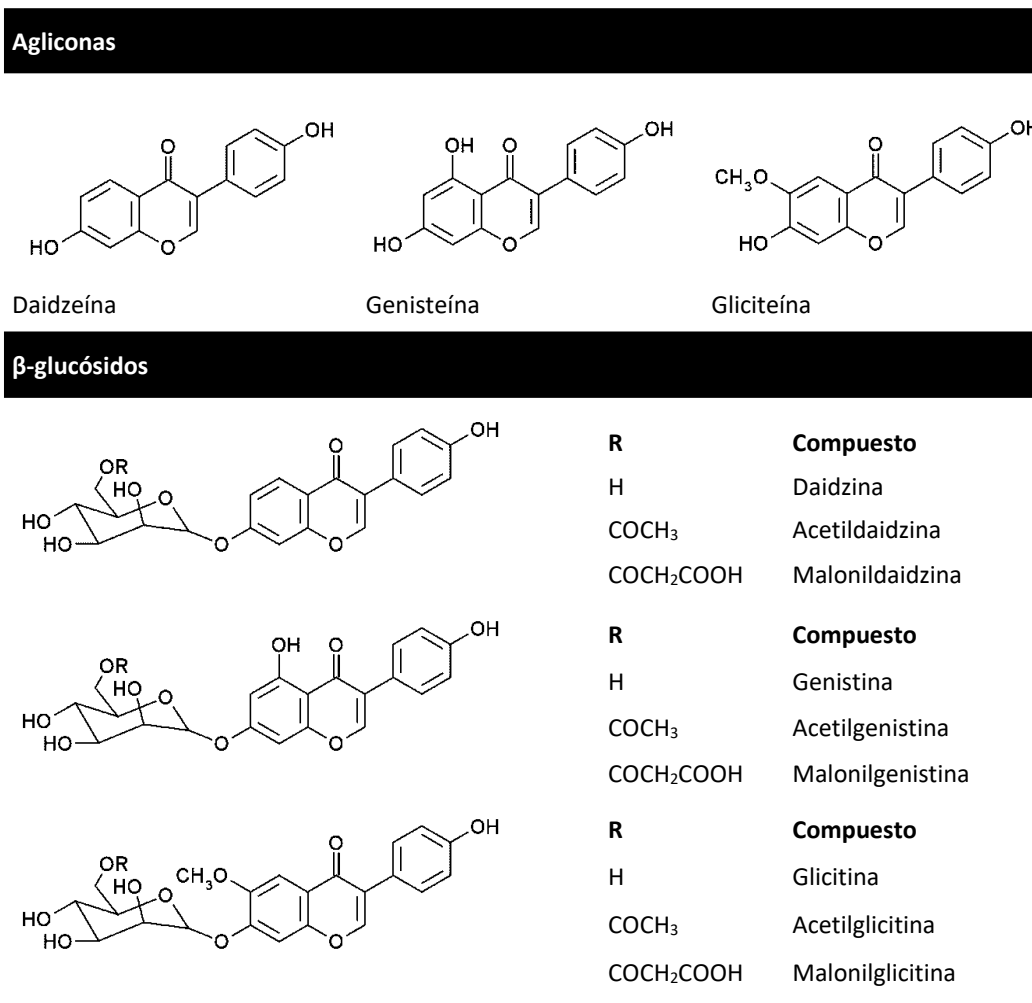 Agliconas
OH
O
HO
O
OH
OH
O
HO
O
OH
O
CH₃O
HO
O
Daidzeína Genisteína Gliciteína
β-glucósidos
OH
O
OR
HO
O
HO
HO
O
O
R Compuesto
H Daidzina
COCH₃ Acetildaidzina
COCH₂COOH Malonildaidzina
OH
OH
O
OR
HO
O
HO
HO
O
O
R Compuesto
H Genistina
COCH₃ Acetilgenistina
COCH₂COOH Malonilgenistina
OH
O
OR
HO
CH₃O
O
HO
HO
O
O
R Compuesto
H Glicitina
COCH₃ Acetilglicitina
COCH₂COOH Malonilglicitina